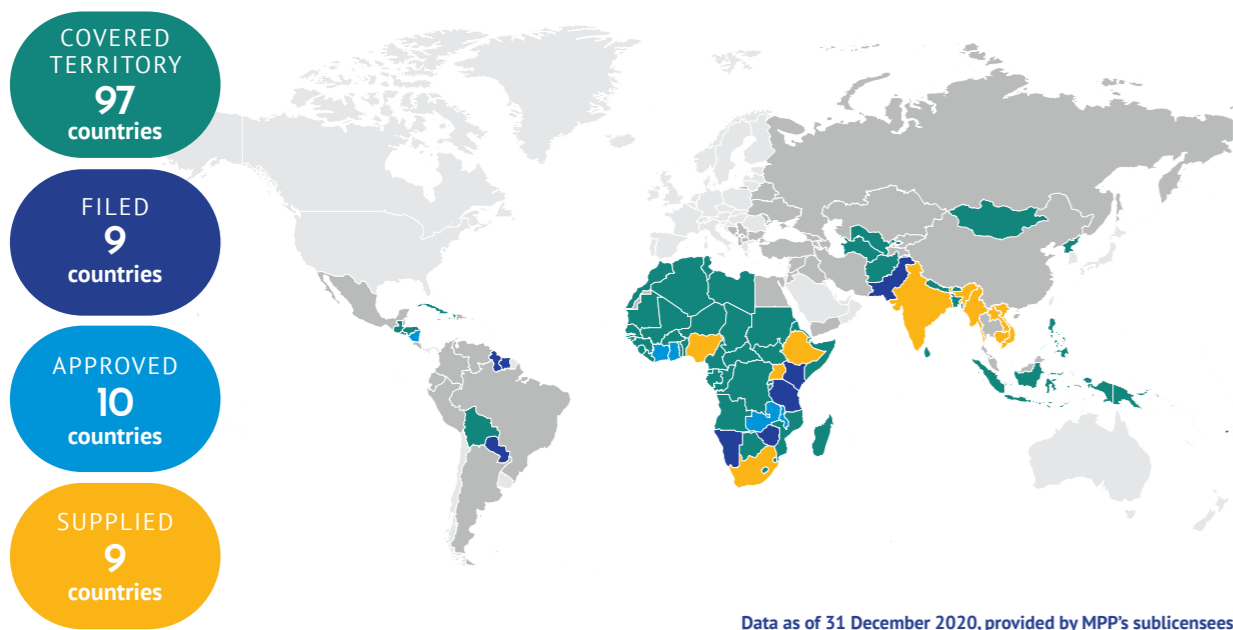 COVERED
TERRITORY
97
countries
FILED
9
countries
APPROVED
10
countries
SUPPLIED
9
countries
Data as of 31 December 2020, provided by MPP's sublicensees